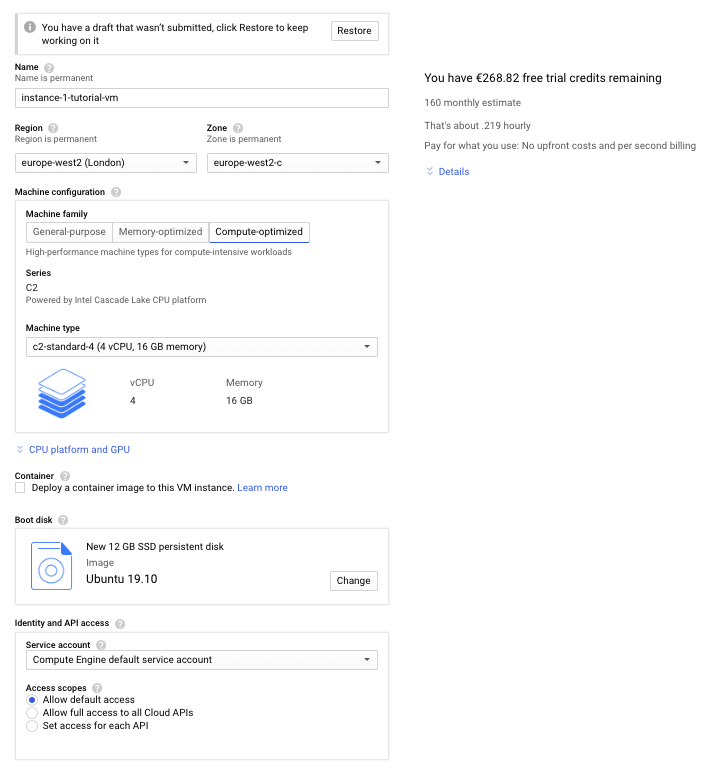 You have a draft that wasn't submitted, click Restore to keep
working on it
Restore
Name
Name is permanent
instance-1-tutorial-vm
Region
Region is permanent
europe-west2 (London)
Zone
Zone is permanent
europe-west2-c
Machine configuration
Machine family
General-purpose
Memory-optimized
Compute-optimized
High-performance machine types for compute-intensive workloads
Series
C2
Powered by Intel Cascade Lake CPU platform
Machine type
c2-standard-4 (4 vCPU, 16 GB memory)
vCPU
Memory
4
16 GB
CPU platform and GPU
Container
Deploy a container image to this VM instance. Learn more
Boot disk
New 12 GB SSD persistent disk
Image
Ubuntu 19.10
Change
Identity and API access
Service account
Compute Engine default service account
Access scopes
Allow default access
Allow full access to all Cloud APIs
Set access for each API
You have €268.82 free trial credits remaining
160 monthly estimate
That's about .219 hourly
Pay for what you use: No upfront costs and per second billing
Details